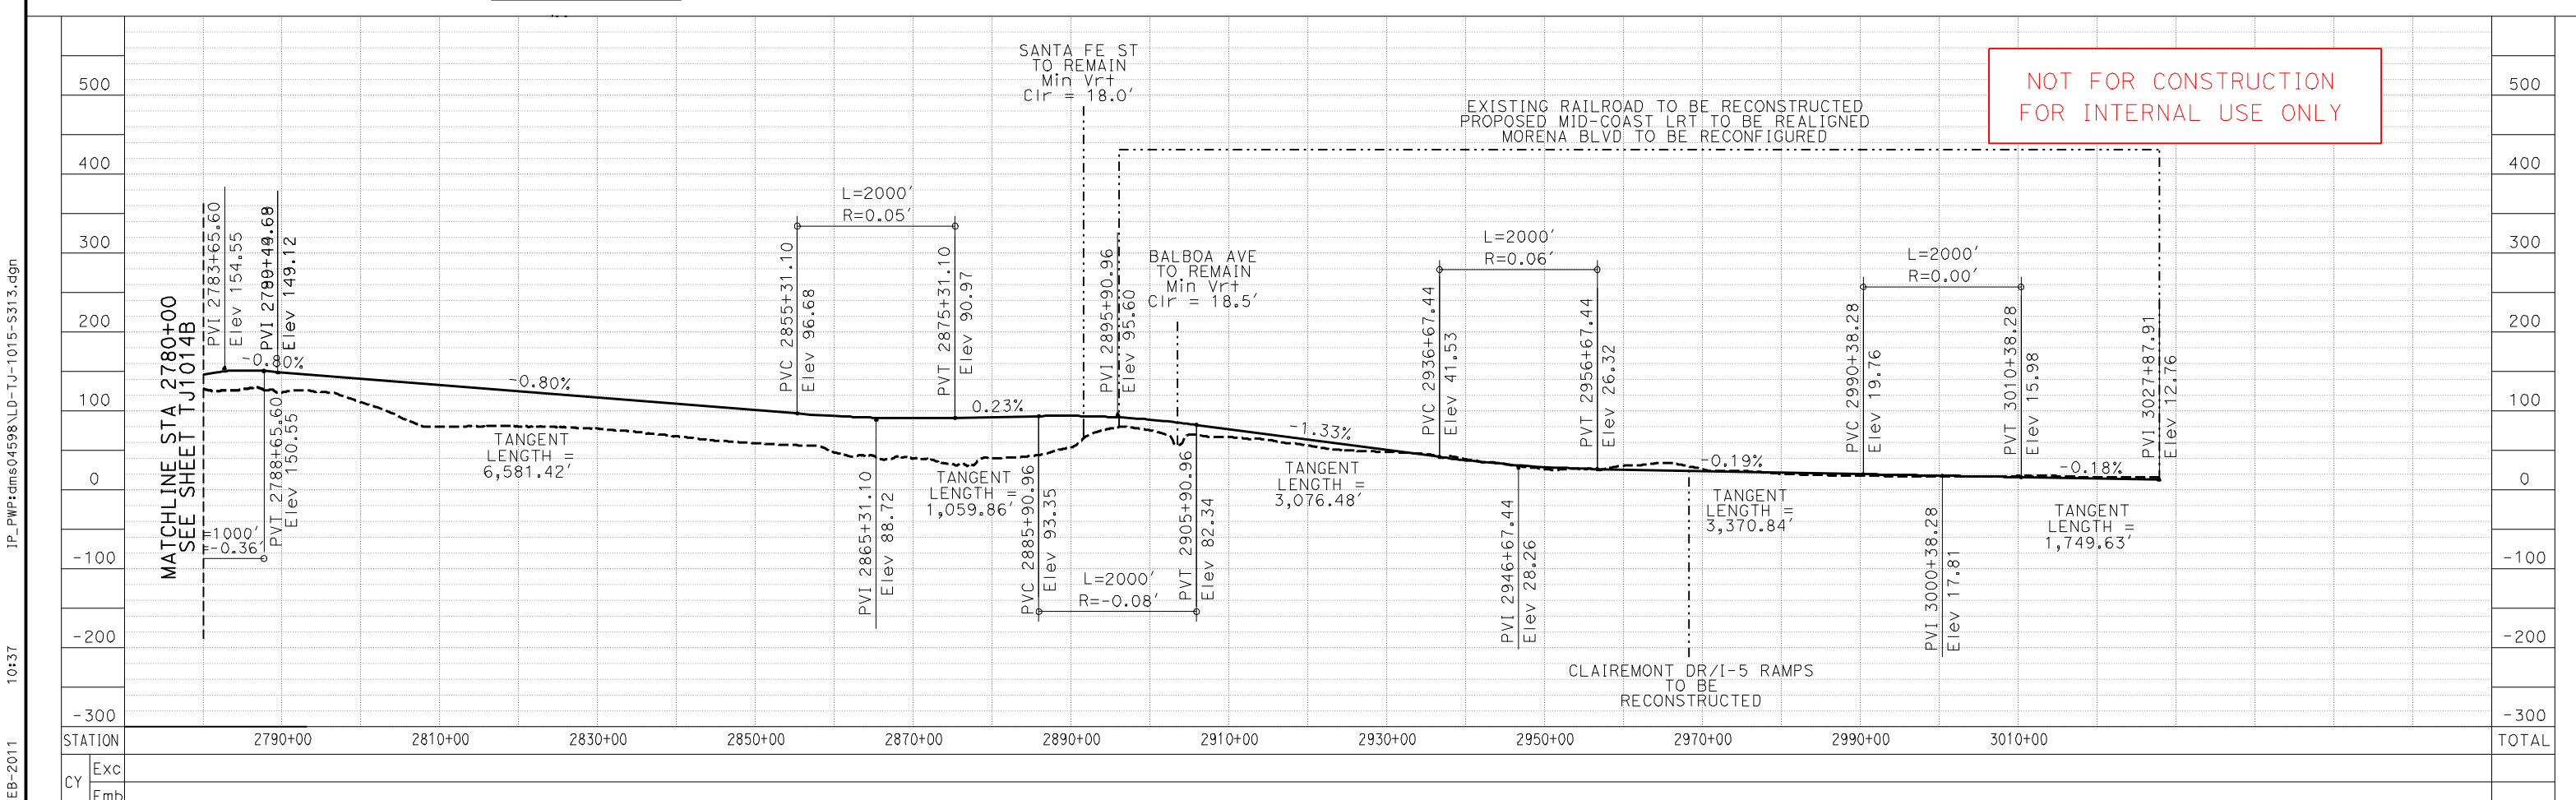 IP_PWP:dms04598\LD-TJ-1015-S313.dgn
10:37
EB-2011
500
400
300
200
100
0
-100
-200
-300
MATCHLINE STA 2780+00
SEE SHEET TJ1014B
PVI 2783+65.60
Elev 154.55
PVI
Elev 149.12
-0.80%
PVT 2788+65.60
Elev 150.55
=1000'
=-0.36'
-0.80%
TANGENT
LENGTH =
6,581.42'
L=2000'
R=0.05'
PVC 2855+31.10
Elev 96.68
PVT 2875+31.10
Elev 90.97
PVI 2865+31.10
Elev 88.72
0.23%
TANGENT
LENGTH =
1,059.86'
SANTA FE ST
TO REMAIN
Min Vrt
Clr = 18.0'
PVI 2895+90.96
Elev 95.60
PVC 2885+90.96
Elev 93.35
L=2000'
R=-0.08'
PVT 2905+90.96
Elev 82.34
BALBOA AVE
TO REMAIN
Min Vrt
Clr = 18.5'
EXISTING RAILROAD TO BE RECONSTRUCTED
PROPOSED MID-COAST LRT TO BE REALIGNED
MORENA BLVD TO BE RECONFIGURED
-1.33%
TANGENT
LENGTH =
3,076.48'
L=2000'
R=0.06'
PVC 2936+67.44
Elev 41.53
PVT 2956+67.44
Elev 26.32
PVI 2946+67.44
Elev 28.26
CLAIREMONT DR/I-5 RAMPS
TO BE
RECONSTRUCTED
-0.19%
TANGENT
LENGTH =
3,370.84'
L=2000'
R=0.00'
PVC 2990+38.28
Elev 19.76
PVT 3010+38.28
Elev 15.98
PVI 3000+38.28
Elev 17.81
-0.18%
TANGENT
LENGTH =
1,749.63'
PVI 3027+87.91
Elev 12.76
NOT FOR CONSTRUCTION
FOR INTERNAL USE ONLY
500
400
300
200
100
0
-100
-200
-300
STATION 2790+00 2810+00 2830+00 2850+00 2870+00 2890+00 2910+00 2930+00 2950+00 2970+00 2990+00 3010+00 TOTAL
CY
Exc
Emb